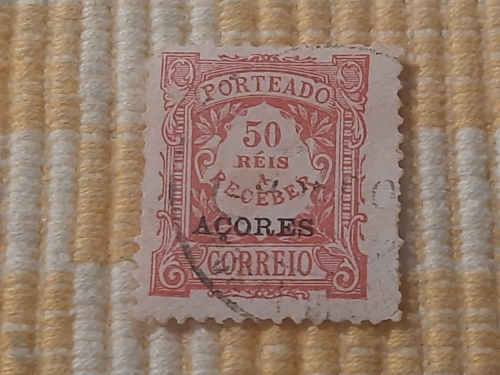 PORTEADO
50
RÉIS
A
RECEBER
AÇORES
CORREIO